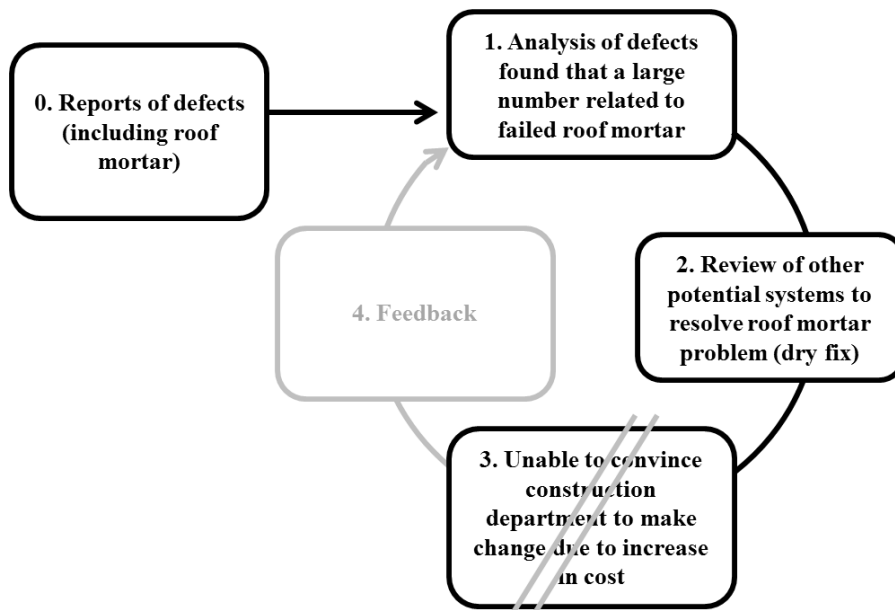 0. Reports of defects
(including roof
mortar)
1. Analysis of defects
found that a large
number related to
failed roof mortar
2. Review of other
potential systems to
resolve roof mortar
problem (dry fix)
3. Unable to convince
construction
department to make
change due to increase
in cost
4. Feedback